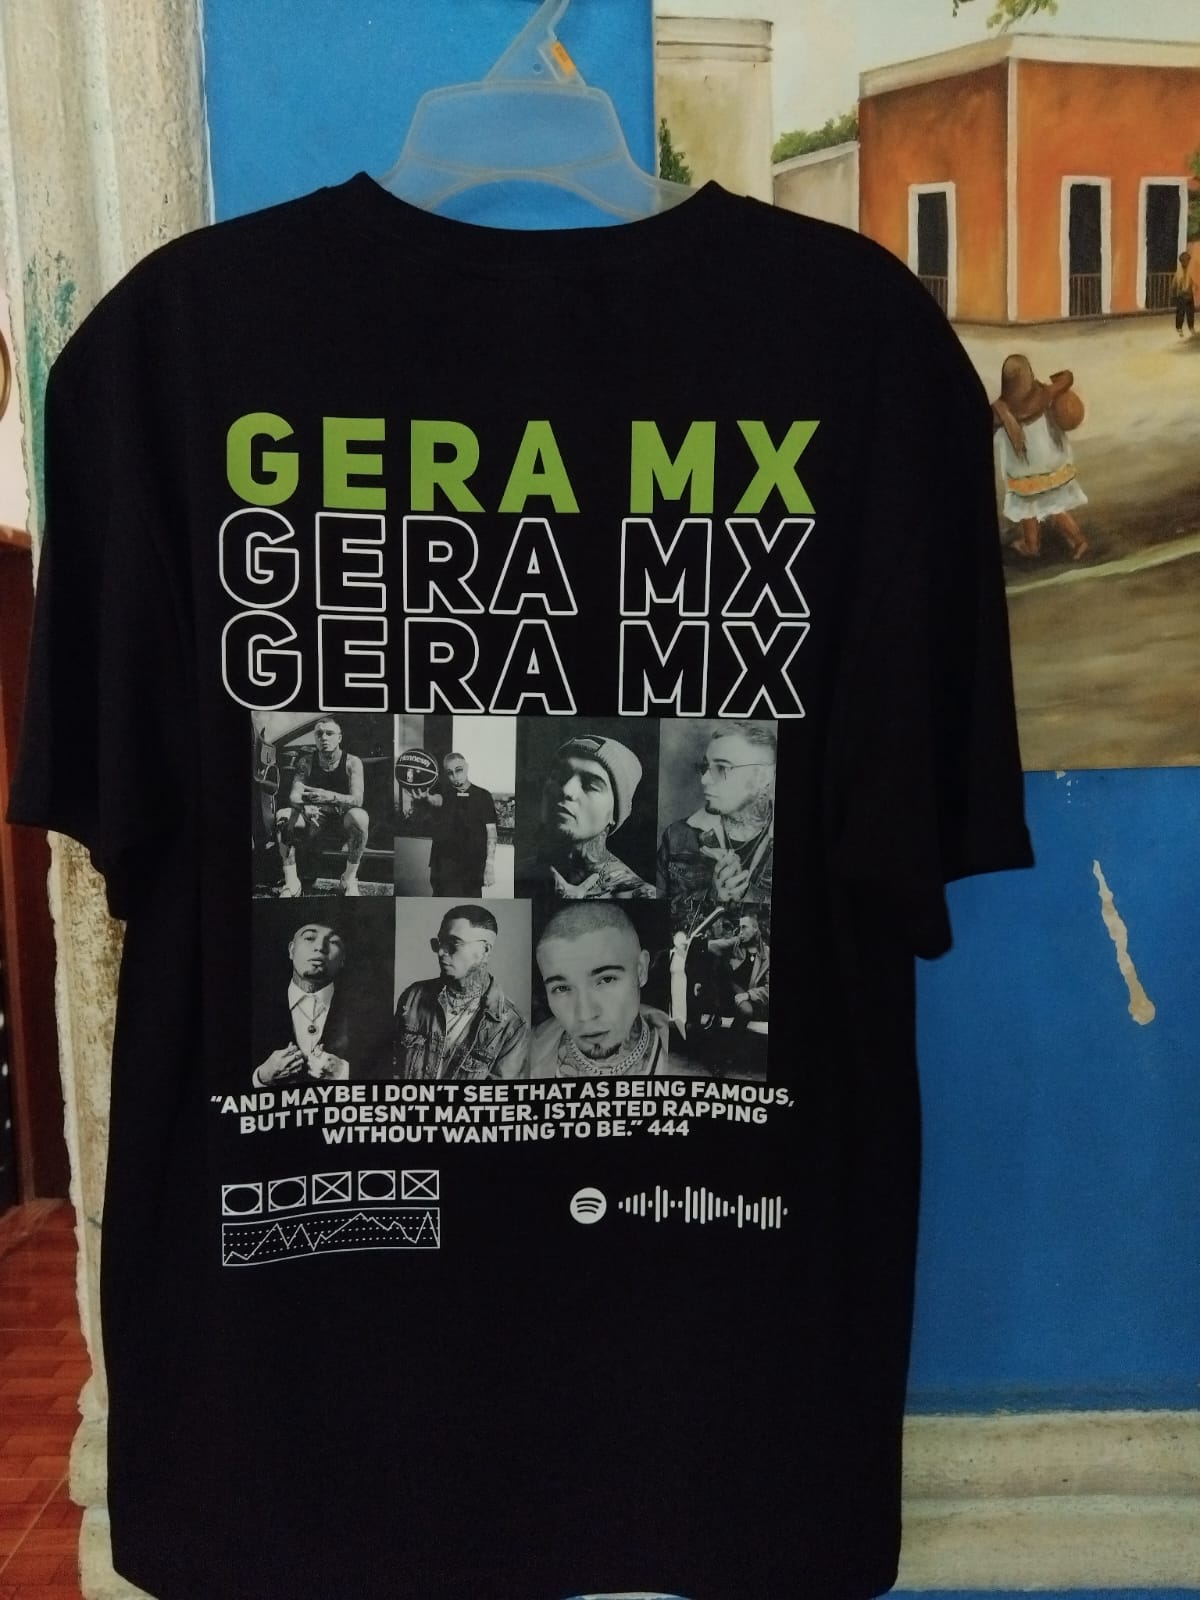 GERA MX
GERA MX
GERA MX
Hennessy
“AND MAYBE I DON’T SEE THAT AS BEING FAMOUS,
BUT IT DOESN’T MATTER. ISTARTED RAPPING
WITHOUT WANTING TO BE.” 444